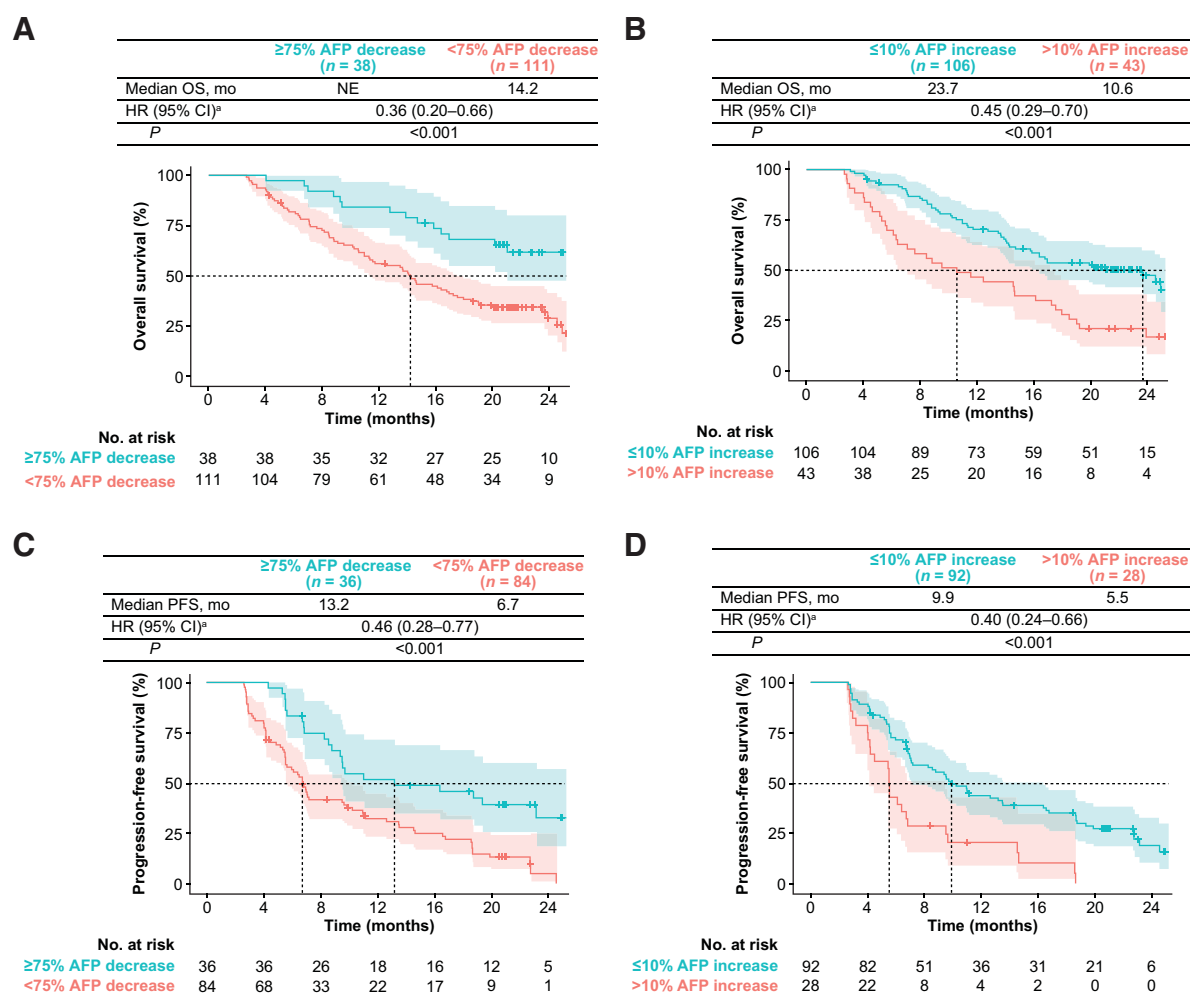 A
≥75% AFP decrease <75% AFP decrease
(n = 38) (n = 111)
Median OS, mo NE 14.2
HR (95% CI)ᵃ 0.36 (0.20–0.66)
P <0.001
Overall survival (%)
100
75
50
25
0
0 4 8 12 16 20 24
Time (months)
No. at risk
≥75% AFP decrease 38 38 35 32 27 25 10
<75% AFP decrease 111 104 79 61 48 34 9
B
≤10% AFP increase >10% AFP increase
(n = 106) (n = 43)
Median OS, mo 23.7 10.6
HR (95% CI)ᵃ 0.45 (0.29–0.70)
P <0.001
Overall survival (%)
100
75
50
25
0
0 4 8 12 16 20 24
Time (months)
No. at risk
≤10% AFP increase 106 104 89 73 59 51 15
>10% AFP increase 43 38 25 20 16 8 4
C
≥75% AFP decrease <75% AFP decrease
(n = 36) (n = 84)
Median PFS, mo 13.2 6.7
HR (95% CI)ᵃ 0.46 (0.28–0.77)
P <0.001
Progression-free survival (%)
100
75
50
25
0
0 4 8 12 16 20 24
Time (months)
No. at risk
≥75% AFP decrease 36 36 26 18 16 12 5
<75% AFP decrease 84 68 33 22 17 9 1
D
≤10% AFP increase >10% AFP increase
(n = 92) (n = 28)
Median PFS, mo 9.9 5.5
HR (95% CI)ᵃ 0.40 (0.24–0.66)
P <0.001
Progression-free survival (%)
100
75
50
25
0
0 4 8 12 16 20 24
Time (months)
No. at risk
≤10% AFP increase 92 82 51 36 31 21 6
>10% AFP increase 28 22 8 4 2 0 0